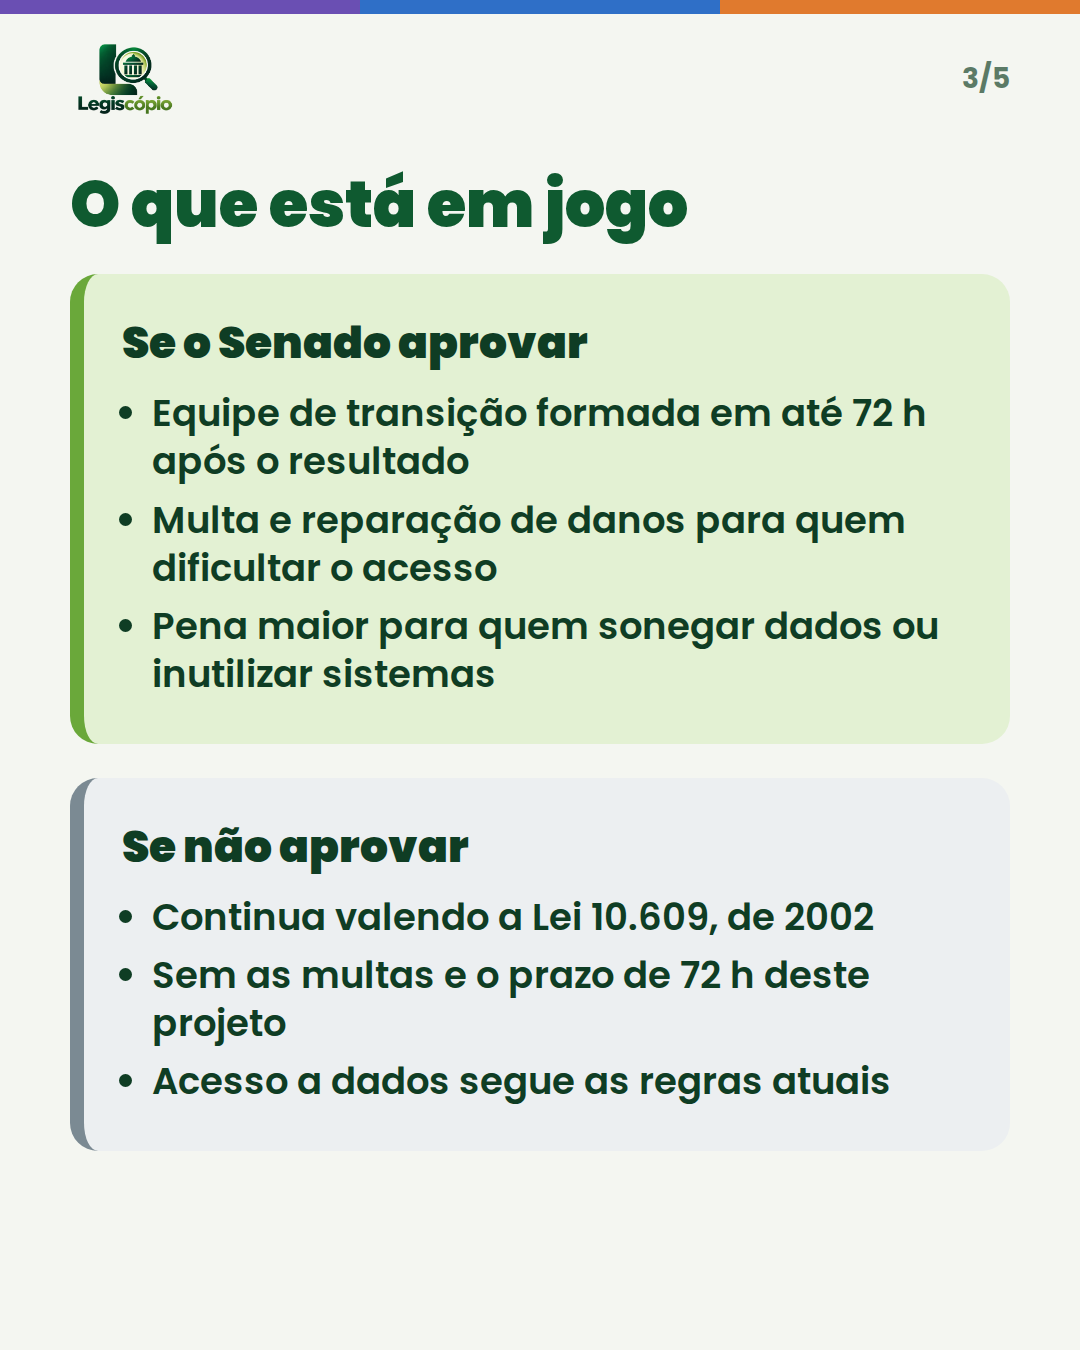 Legiscópio
3/5
O que está em jogo
Se o Senado aprovar
• Equipe de transição formada em até 72 h
após o resultado
• Multa e reparação de danos para quem
dificultar o acesso
• Pena maior para quem sonegar dados ou
inutilizar sistemas
Se não aprovar
• Continua valendo a Lei 10.609, de 2002
• Sem as multas e o prazo de 72 h deste
projeto
• Acesso a dados segue as regras atuais